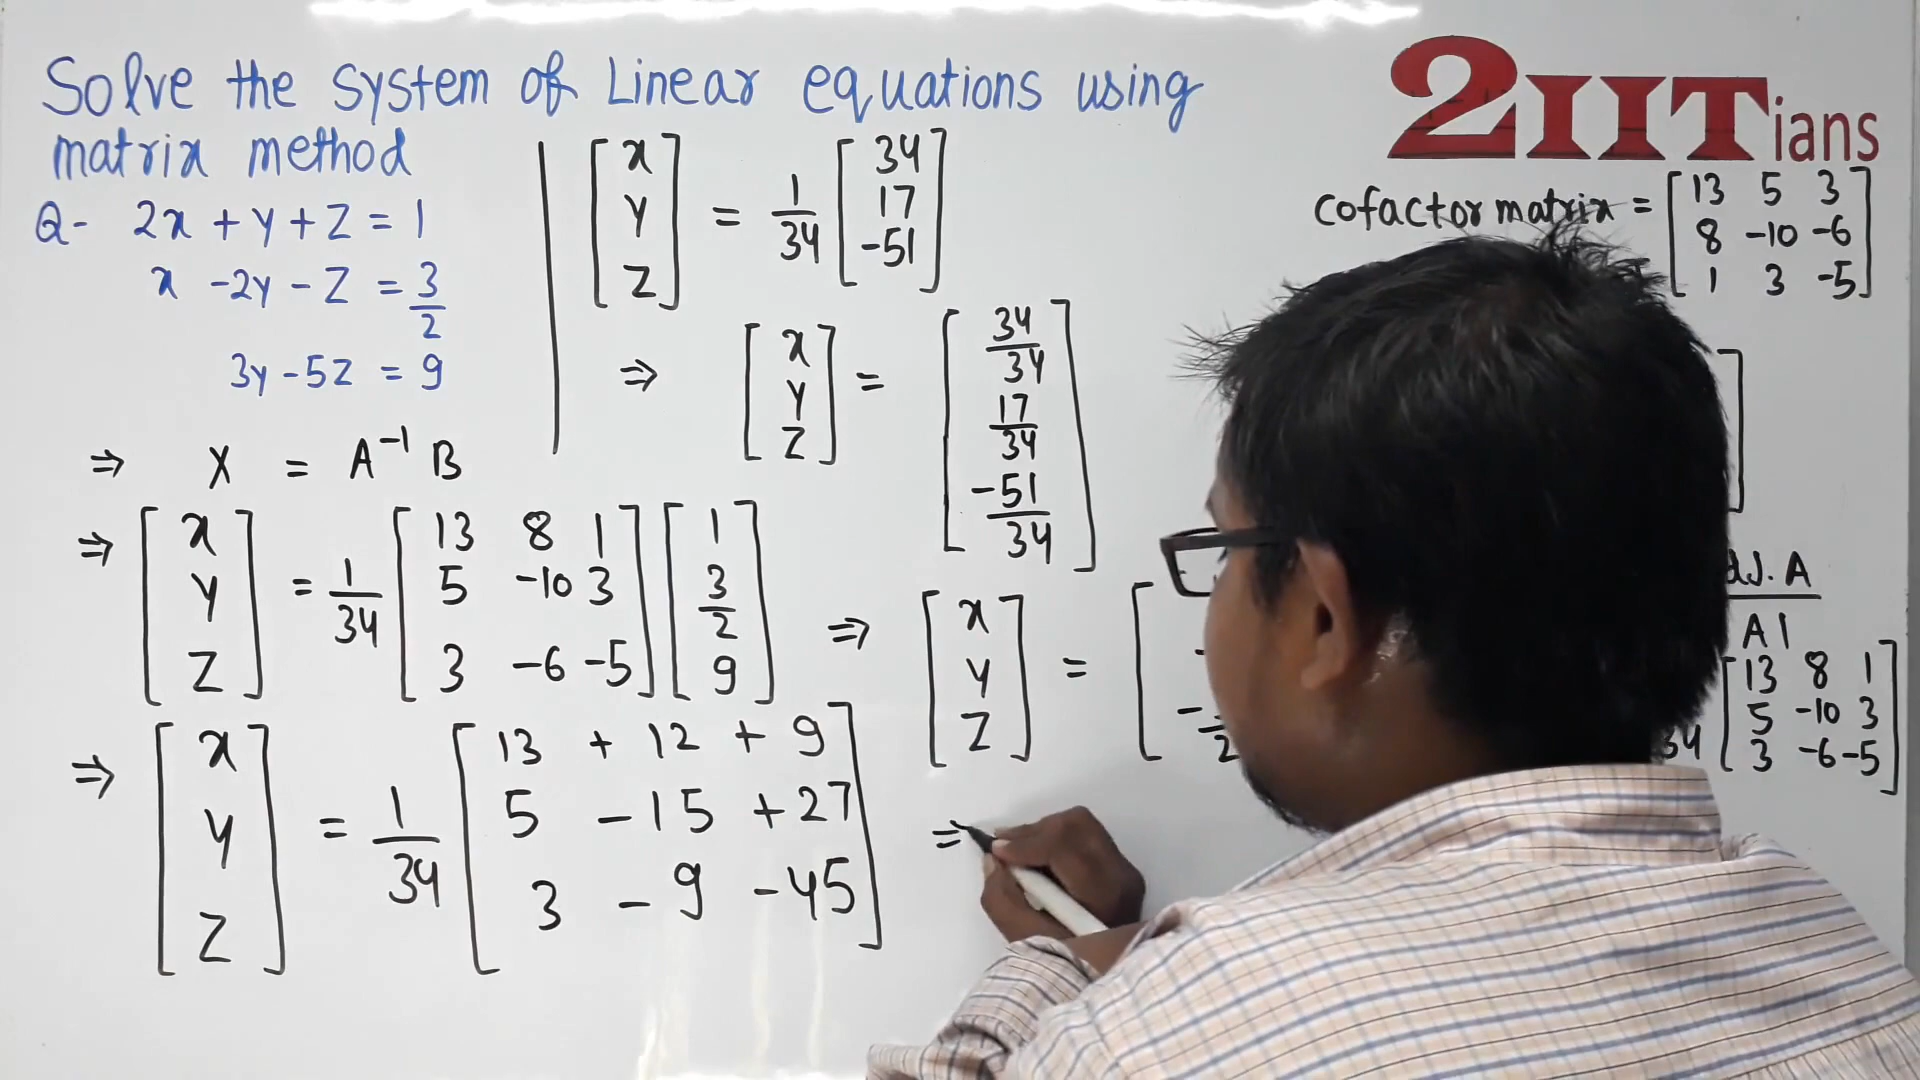 Solve the System of Linear equations using
matrix method
Q- 2x + y + z = 1
x - 2y - z = 3/2
3y - 5z = 9
⇒ X = A⁻¹ B
⇒ [x y z] = 1/34 [13 8 1
5 -10 3
3 -6 -5] [1 3/2 9]
⇒ [x y z] = 1/34 [13 + 12 + 9
5 - 15 + 27
3 - 9 - 45]
[x y z] = 1/34 [34 17 -51]
⇒ [x y z] = [34/34 17/34 -51/34]
⇒ [x y z] = [
⇒
2IITians
cofactor matrix = [13 5 3
8 -10 -6
1 3 -5]
A
A|
34 [13 8 1
5 -10 3
3 -6 -5]